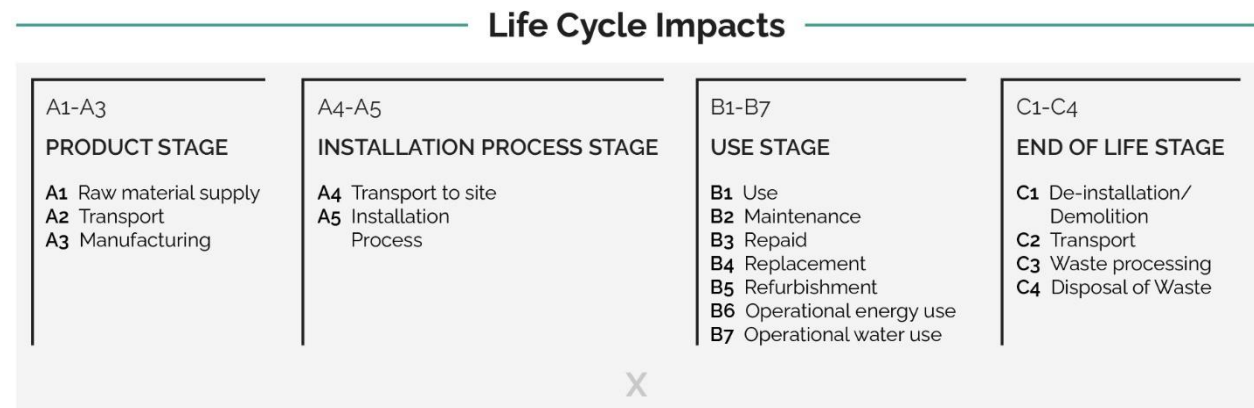 Life Cycle Impacts
A1-A3
PRODUCT STAGE
A1 Raw material supply
A2 Transport
A3 Manufacturing
A4-A5
INSTALLATION PROCESS STAGE
A4 Transport to site
A5 Installation
Process
B1-B7
USE STAGE
B1 Use
B2 Maintenance
B3 Repaid
B4 Replacement
B5 Refurbishment
B6 Operational energy use
B7 Operational water use
C1-C4
END OF LIFE STAGE
C1 De-installation/
Demolition
C2 Transport
C3 Waste processing
C4 Disposal of Waste
X